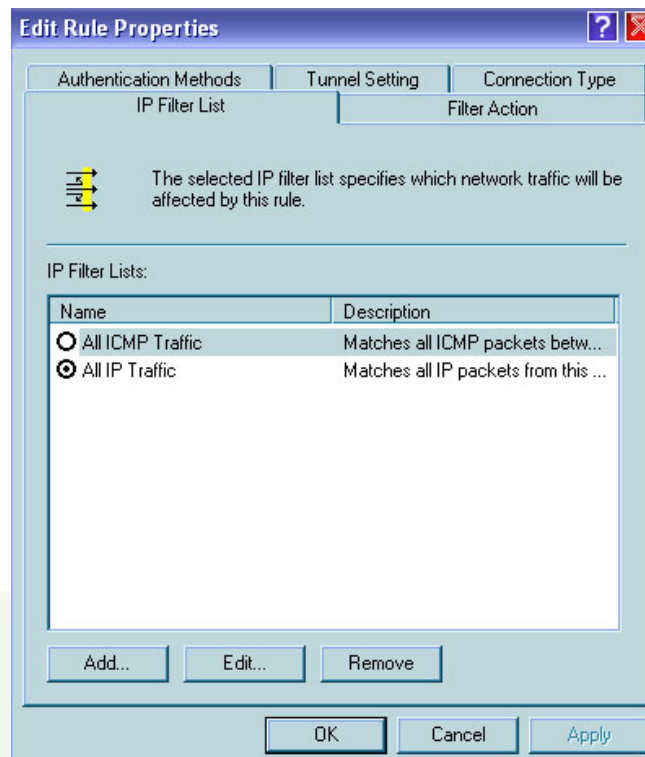 Edit Rule Properties
Authentication Methods
Tunnel Setting
Connection Type
IP Filter List
Filter Action
The selected IP filter list specifies which network traffic will be
affected by this rule.
IP Filter Lists:
Name
Description
All ICMP Traffic
Matches all ICMP packets betw...
All IP Traffic
Matches all IP packets from this ...
Add...
Edit...
Remove
OK
Cancel
Apply